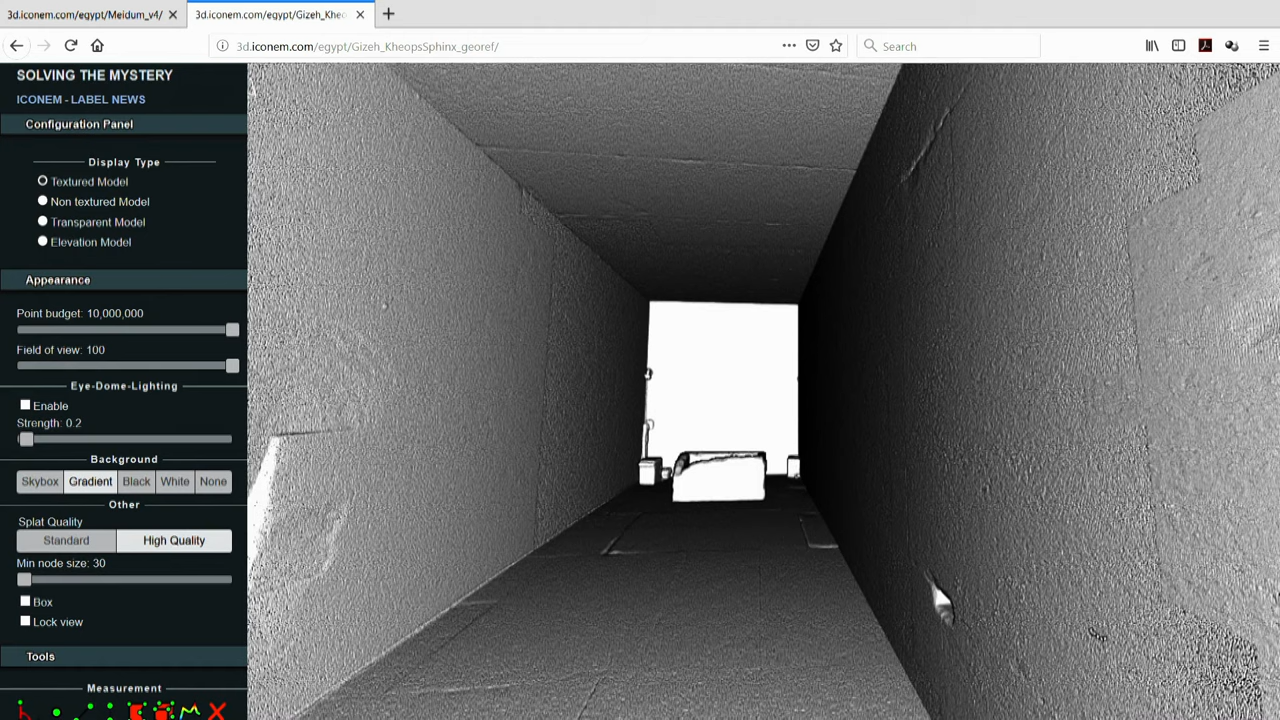 3d.iconem.com/egypt/Meidum_v4/
3d.iconem.com/egypt/Gizeh_Kheo
3d.iconem.com/egypt/Gizeh_KheopsSphinx_georef/
Search
SOLVING THE MYSTERY
ICONEM - LABEL NEWS
Configuration Panel
Display Type
Textured Model
Non textured Model
Transparent Model
Elevation Model
Appearance
Point budget: 10,000,000
Field of view: 100
Eye-Dome-Lighting
Enable
Strength: 0.2
Background
Skybox Gradient Black White None
Other
Splat Quality
Standard High Quality
Min node size: 30
Box
Lock view
Tools
Measurement